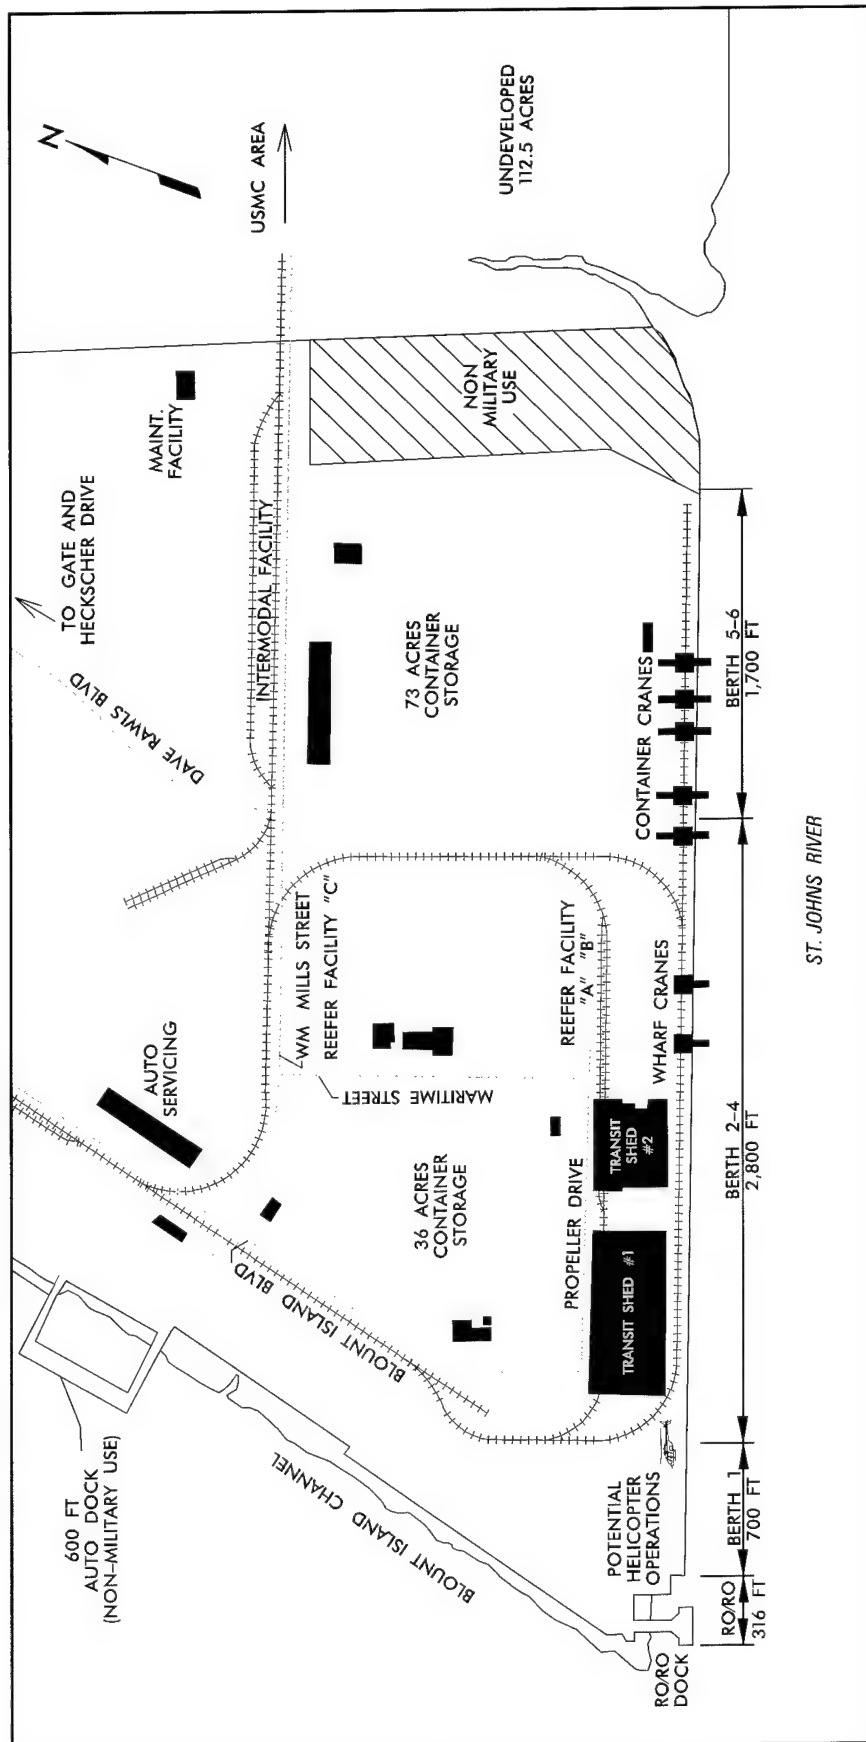 600 FT
AUTO DOCK
(NON-MILITARY USE)
BLOUNT ISLAND CHANNEL
BLOUNT ISLAND BLVD
AUTO
SERVICING
DAVE RAWLS BLVD
TO GATE AND
HECKSCHER DRIVE
MAINT.
FACILITY
N
USMC AREA
INTERMODAL FACILITY
WM MILLS STREET
REEFER FACILITY "C"
MARITIME STREET
36 ACRES
CONTAINER
STORAGE
73 ACRES
CONTAINER
STORAGE
NON
MILITARY
USE
UNDEVELOPED
112.5 ACRES
PROPELLER DRIVE
REEFER FACILITY
"A" "B"
TRANSIT SHED #1
TRANSIT
SHED
#2
WHARF CRANES
CONTAINER CRANES
POTENTIAL
HELICOPTER
OPERATIONS
RO/RO
DOCK
RO/RO
316 FT
BERTH 1
700 FT
BERTH 2-4
2,800 FT
BERTH 5-6
1,700 FT
ST. JOHNS RIVER